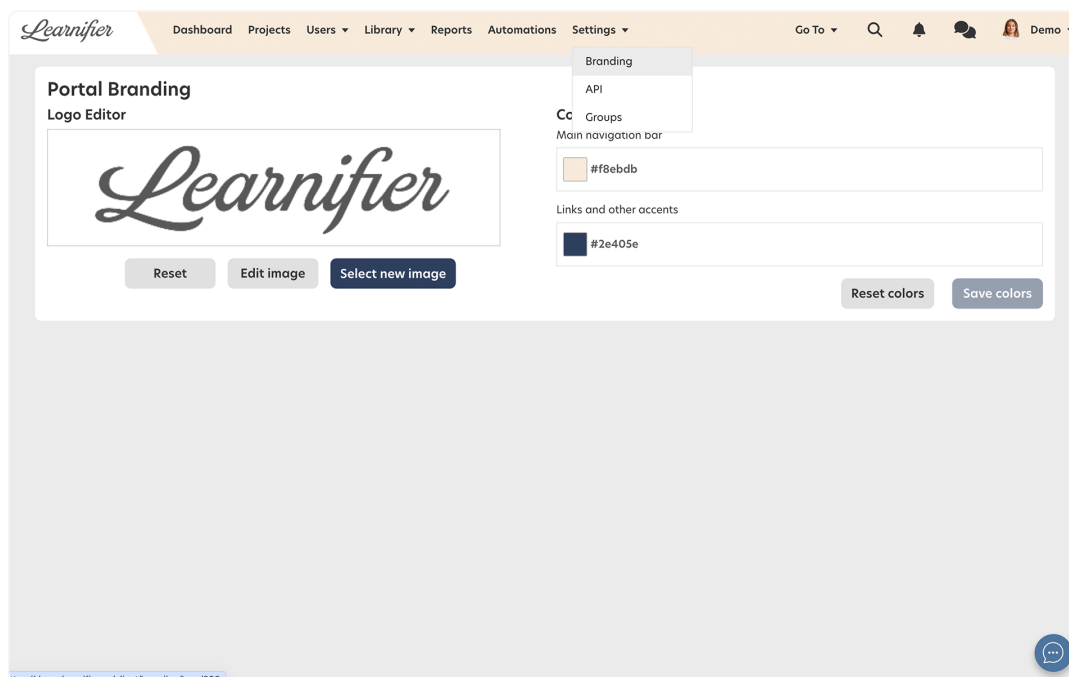 Learnifier
Dashboard Projects Users Library Reports Automations Settings Go To Demo
Branding
API
Groups
Portal Branding
Logo Editor
Co
Main navigation bar
Learnifier
#f8ebdb
Links and other accents
#2e405e
Reset Edit image Select new image
Reset colors Save colors